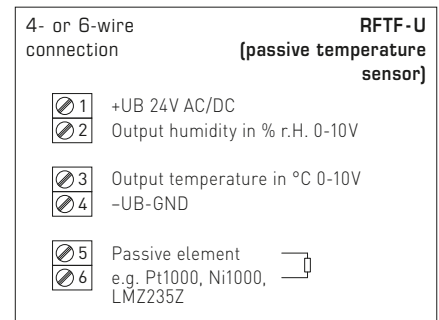 4- or 6-wire RFTF-U
connection (passive temperature
sensor)
1 +UB 24V AC/DC
2 Output humidity in % r.H. 0-10V
3 Output temperature in °C 0-10V
4 –UB-GND
5 Passive element
6 e.g. Pt1000, Ni1000,
LMZ235Z